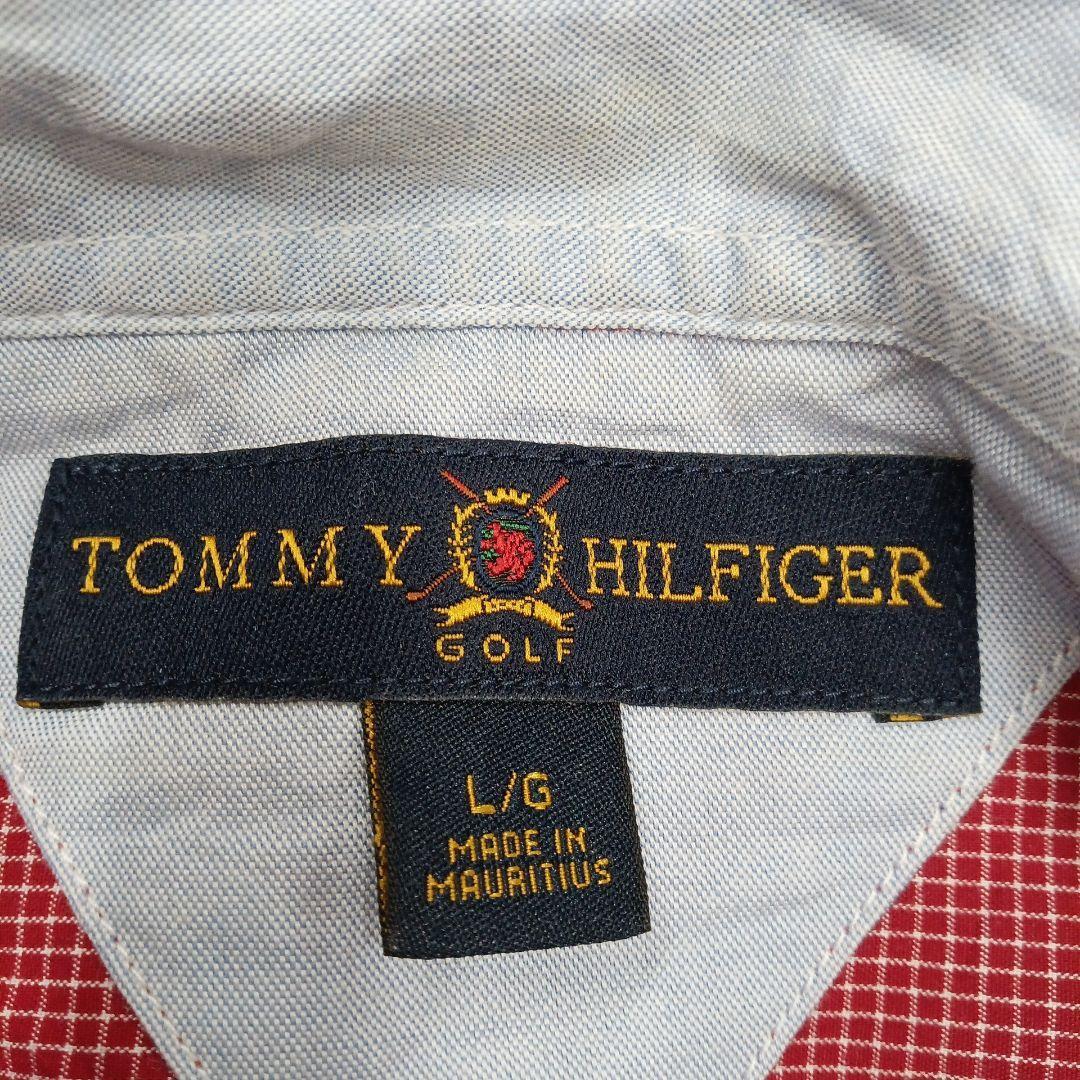 TOMMY HILFIGER
GOLF
L/G
MADE IN
MAURITIUS